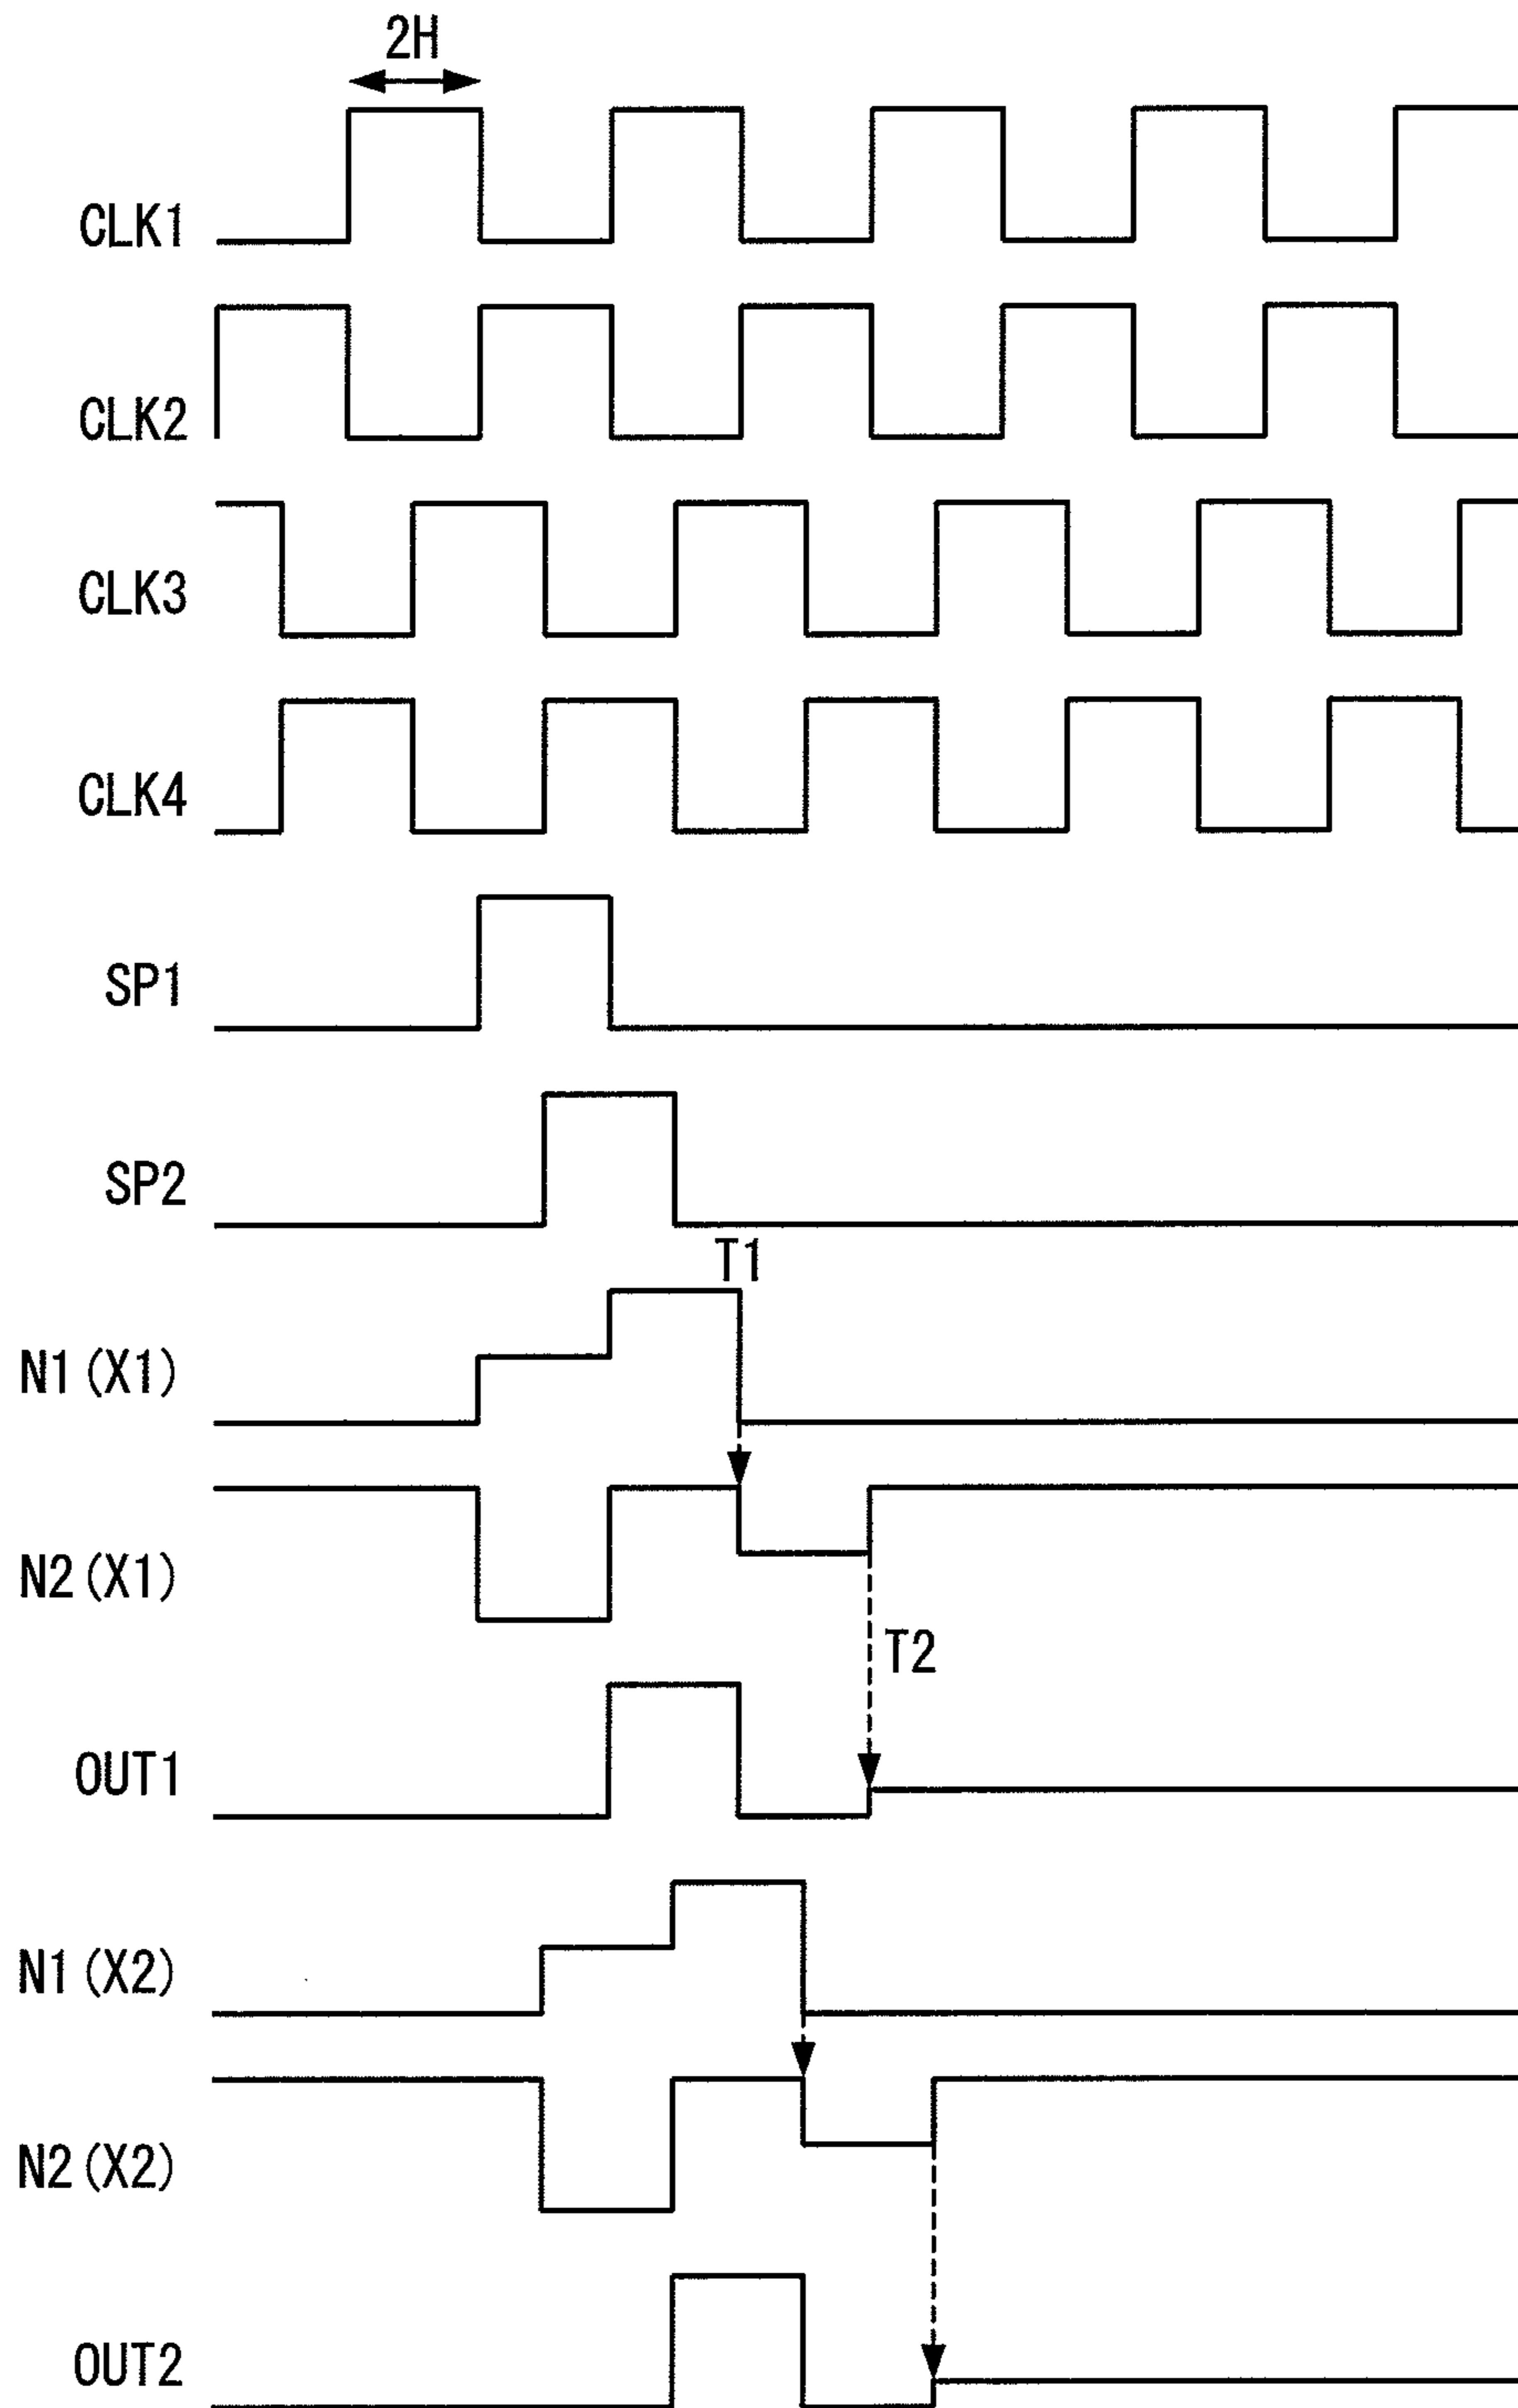 2H
CLK1
CLK2
CLK3
CLK4
SP1
SP2
T1
N1(X1)
N2(X1)
T2
OUT1
N1(X2)
N2(X2)
OUT2